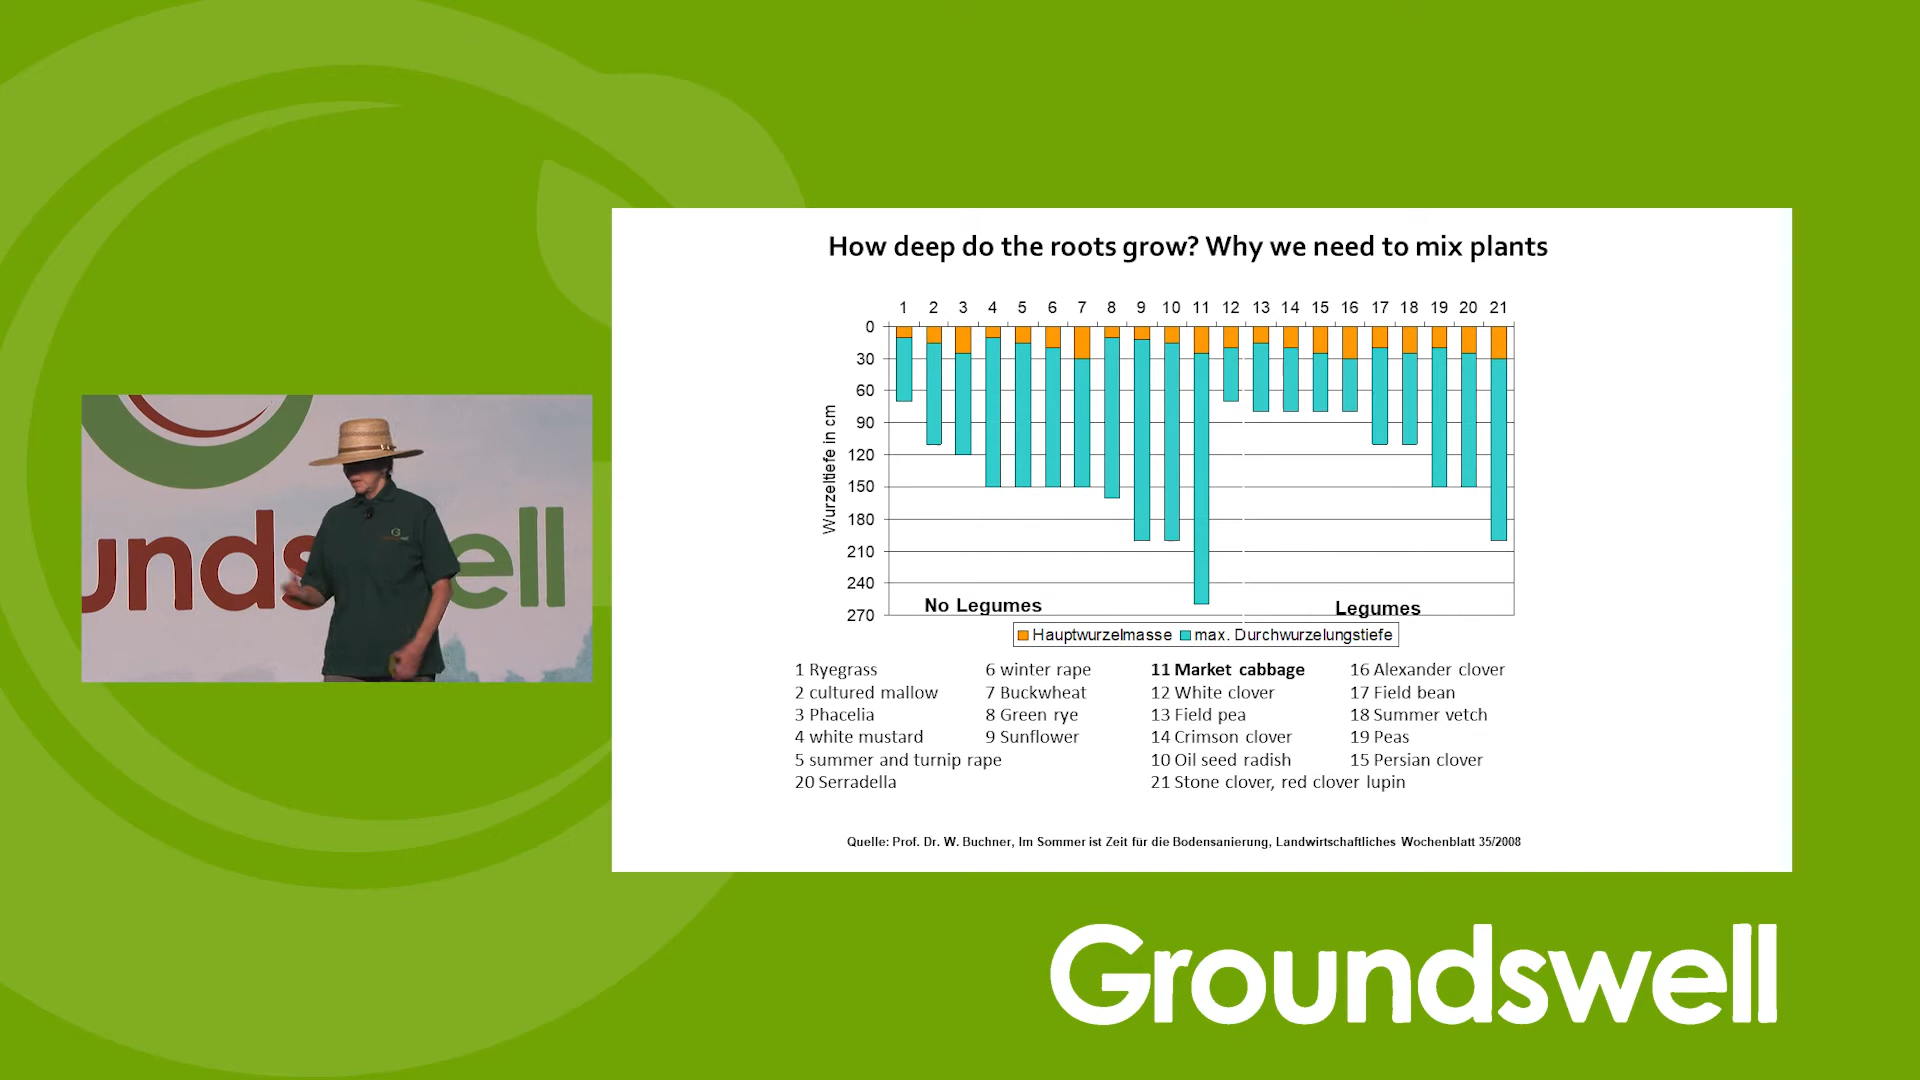 How deep do the roots grow? Why we need to mix plants
1 2 3 4 5 6 7 8 9 10 11 12 13 14 15 16 17 18 19 20 21
0
30
60
90
120
150
180
210
240
270
Wurzeltiefe in cm
No Legumes
Legumes
Hauptwurzelmasse max. Durchwurzelungstiefe
1 Ryegrass 6 winter rape 11 Market cabbage 16 Alexander clover
2 cultured mallow 7 Buckwheat 12 White clover 17 Field bean
3 Phacelia 8 Green rye 13 Field pea 18 Summer vetch
4 white mustard 9 Sunflower 14 Crimson clover 19 Peas
5 summer and turnip rape 10 Oil seed radish 15 Persian clover
20 Serradella 21 Stone clover, red clover lupin
Quelle: Prof. Dr. W. Buchner, Im Sommer ist Zeit für die Bodensanierung, Landwirtschaftliches Wochenblatt 35/2008
unds ell
Groundswell